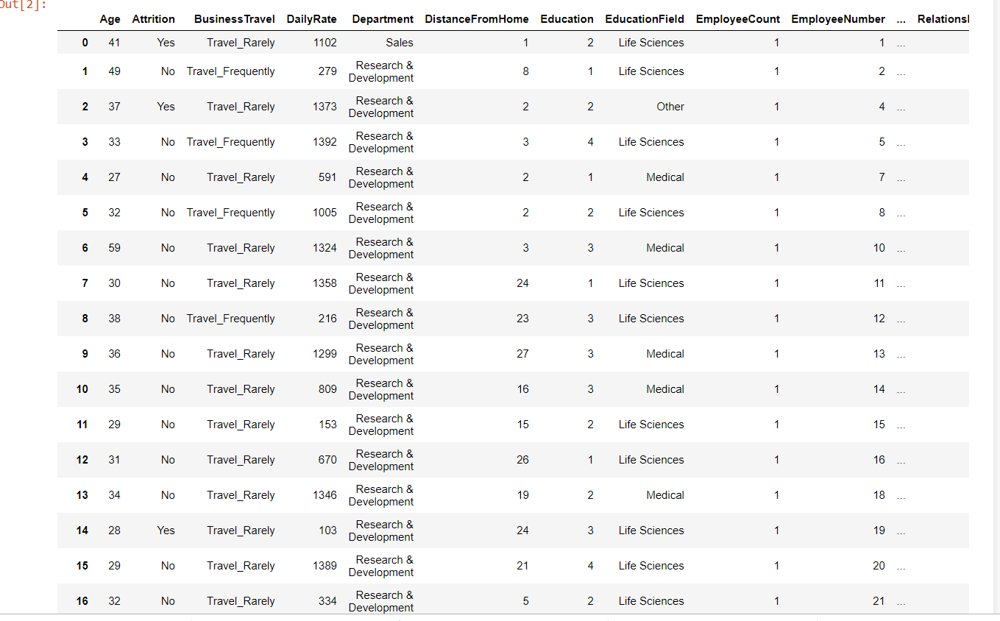 Out[2]:
Age Attrition BusinessTravel DailyRate Department DistanceFromHome Education EducationField EmployeeCount EmployeeNumber ... Relations
0 41 Yes Travel_Rarely 1102 Sales 1 2 Life Sciences 1 1 ...
1 49 No Travel_Frequently 279 Research & Development 8 1 Life Sciences 1 2 ...
2 37 Yes Travel_Rarely 1373 Research & Development 2 2 Other 1 4 ...
3 33 No Travel_Frequently 1392 Research & Development 3 4 Life Sciences 1 5 ...
4 27 No Travel_Rarely 591 Research & Development 2 1 Medical 1 7 ...
5 32 No Travel_Frequently 1005 Research & Development 2 2 Life Sciences 1 8 ...
6 59 No Travel_Rarely 1324 Research & Development 3 3 Medical 1 10 ...
7 30 No Travel_Rarely 1358 Research & Development 24 1 Life Sciences 1 11 ...
8 38 No Travel_Frequently 216 Research & Development 23 3 Life Sciences 1 12 ...
9 36 No Travel_Rarely 1299 Research & Development 27 3 Medical 1 13 ...
10 35 No Travel_Rarely 809 Research & Development 16 3 Medical 1 14 ...
11 29 No Travel_Rarely 153 Research & Development 15 2 Life Sciences 1 15 ...
12 31 No Travel_Rarely 670 Research & Development 26 1 Life Sciences 1 16 ...
13 34 No Travel_Rarely 1346 Research & Development 19 2 Medical 1 18 ...
14 28 Yes Travel_Rarely 103 Research & Development 24 3 Life Sciences 1 19 ...
15 29 No Travel_Rarely 1389 Research & Development 21 4 Life Sciences 1 20 ...
16 32 No Travel_Rarely 334 Research & Development 5 2 Life Sciences 1 21 ...